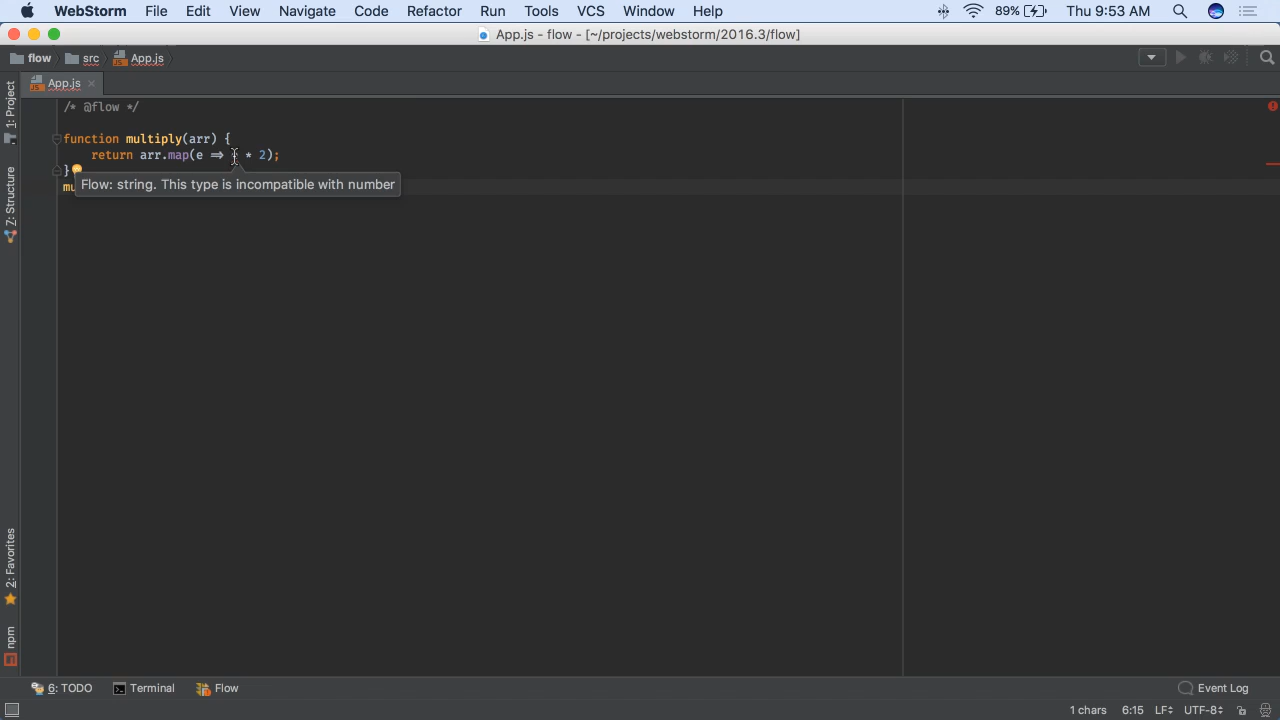 WebStorm File Edit View Navigate Code Refactor Run Tools VCS Window Help 89% Thu 9:53 AM
App.js - flow - [~/projects/webstorm/2016.3/flow]
flow src App.js
App.js
1: Project
Z: Structure
2: Favorites
npm
/* @flow */
function multiply(arr) {
return arr.map(e => * 2);
}
Flow: string. This type is incompatible with number
6: TODO Terminal Flow Event Log
1 chars 6:15 LF UTF-8